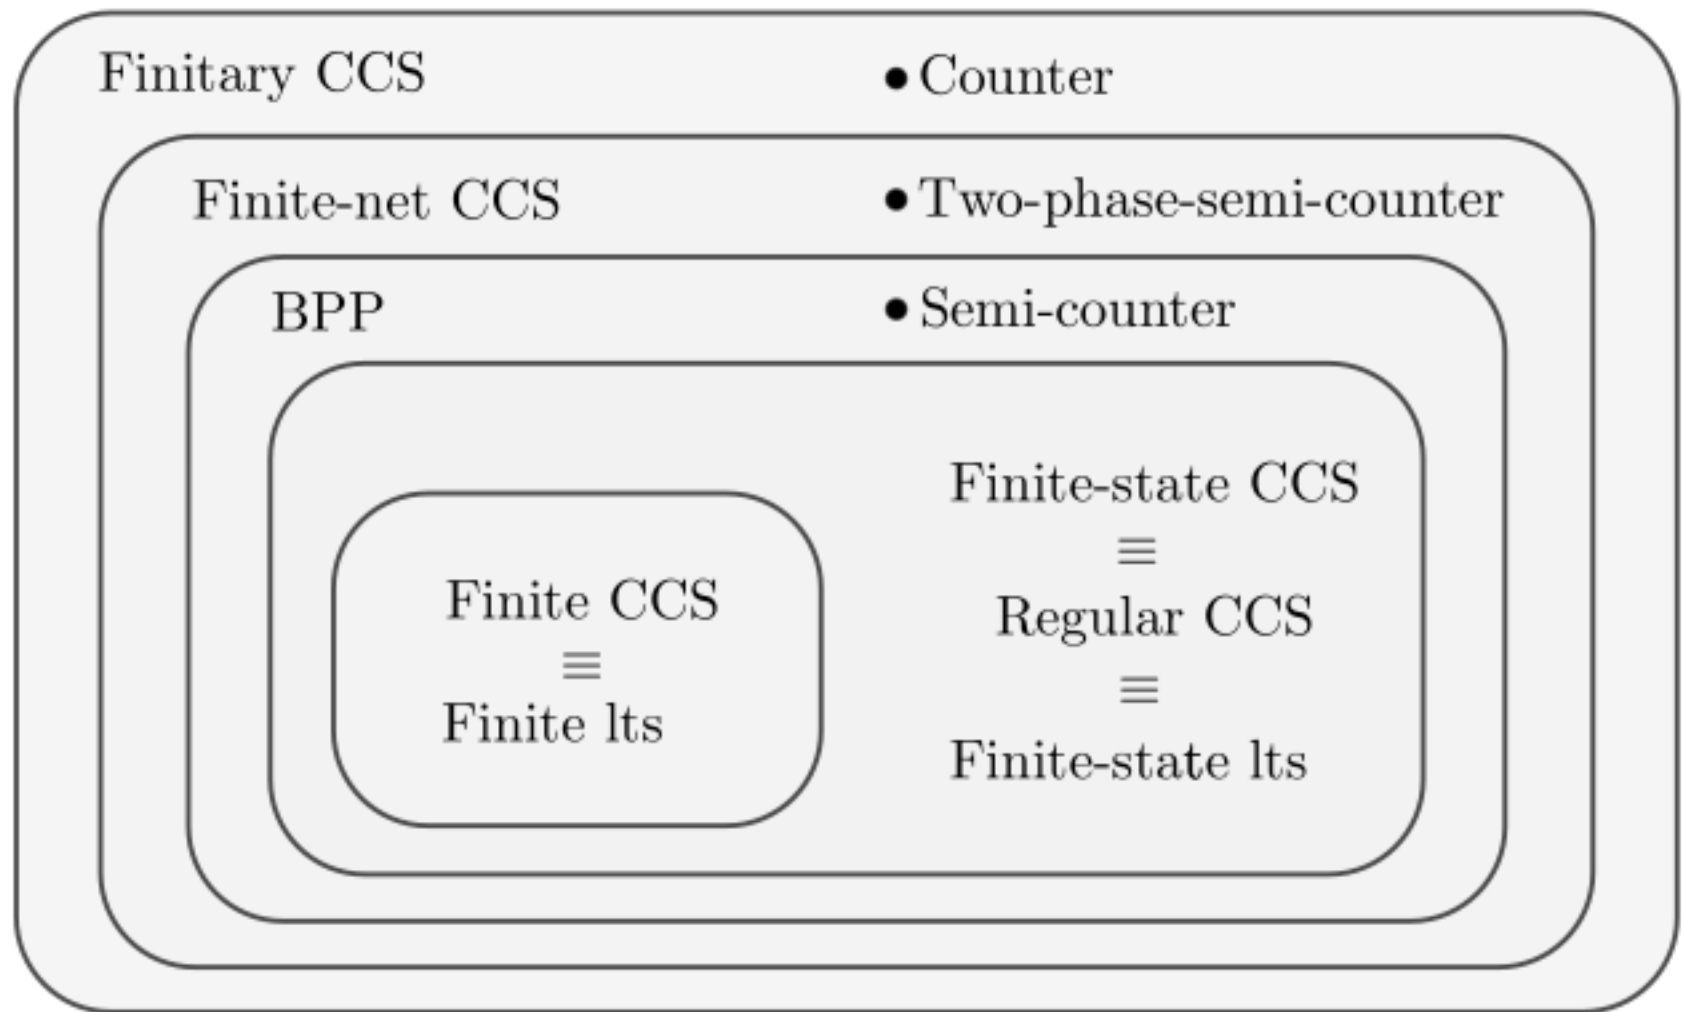 Finitary CCS
• Counter
Finite-net CCS
• Two-phase-semi-counter
BPP
• Semi-counter
Finite CCS
≡
Finite lts
Finite-state CCS
≡
Regular CCS
≡
Finite-state lts